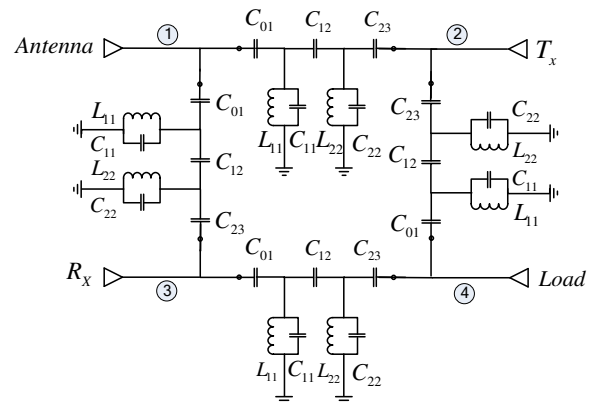 C01 C12 C23
Antenna 1 2 Tx
C01 C23
L11 C11 L22 C22
L11 C11 C22 L22
C12 C12
L22 C22 C11 L11
C23 C01
C01 C12 C23
RX 3 4 Load
L11 C11 L22 C22